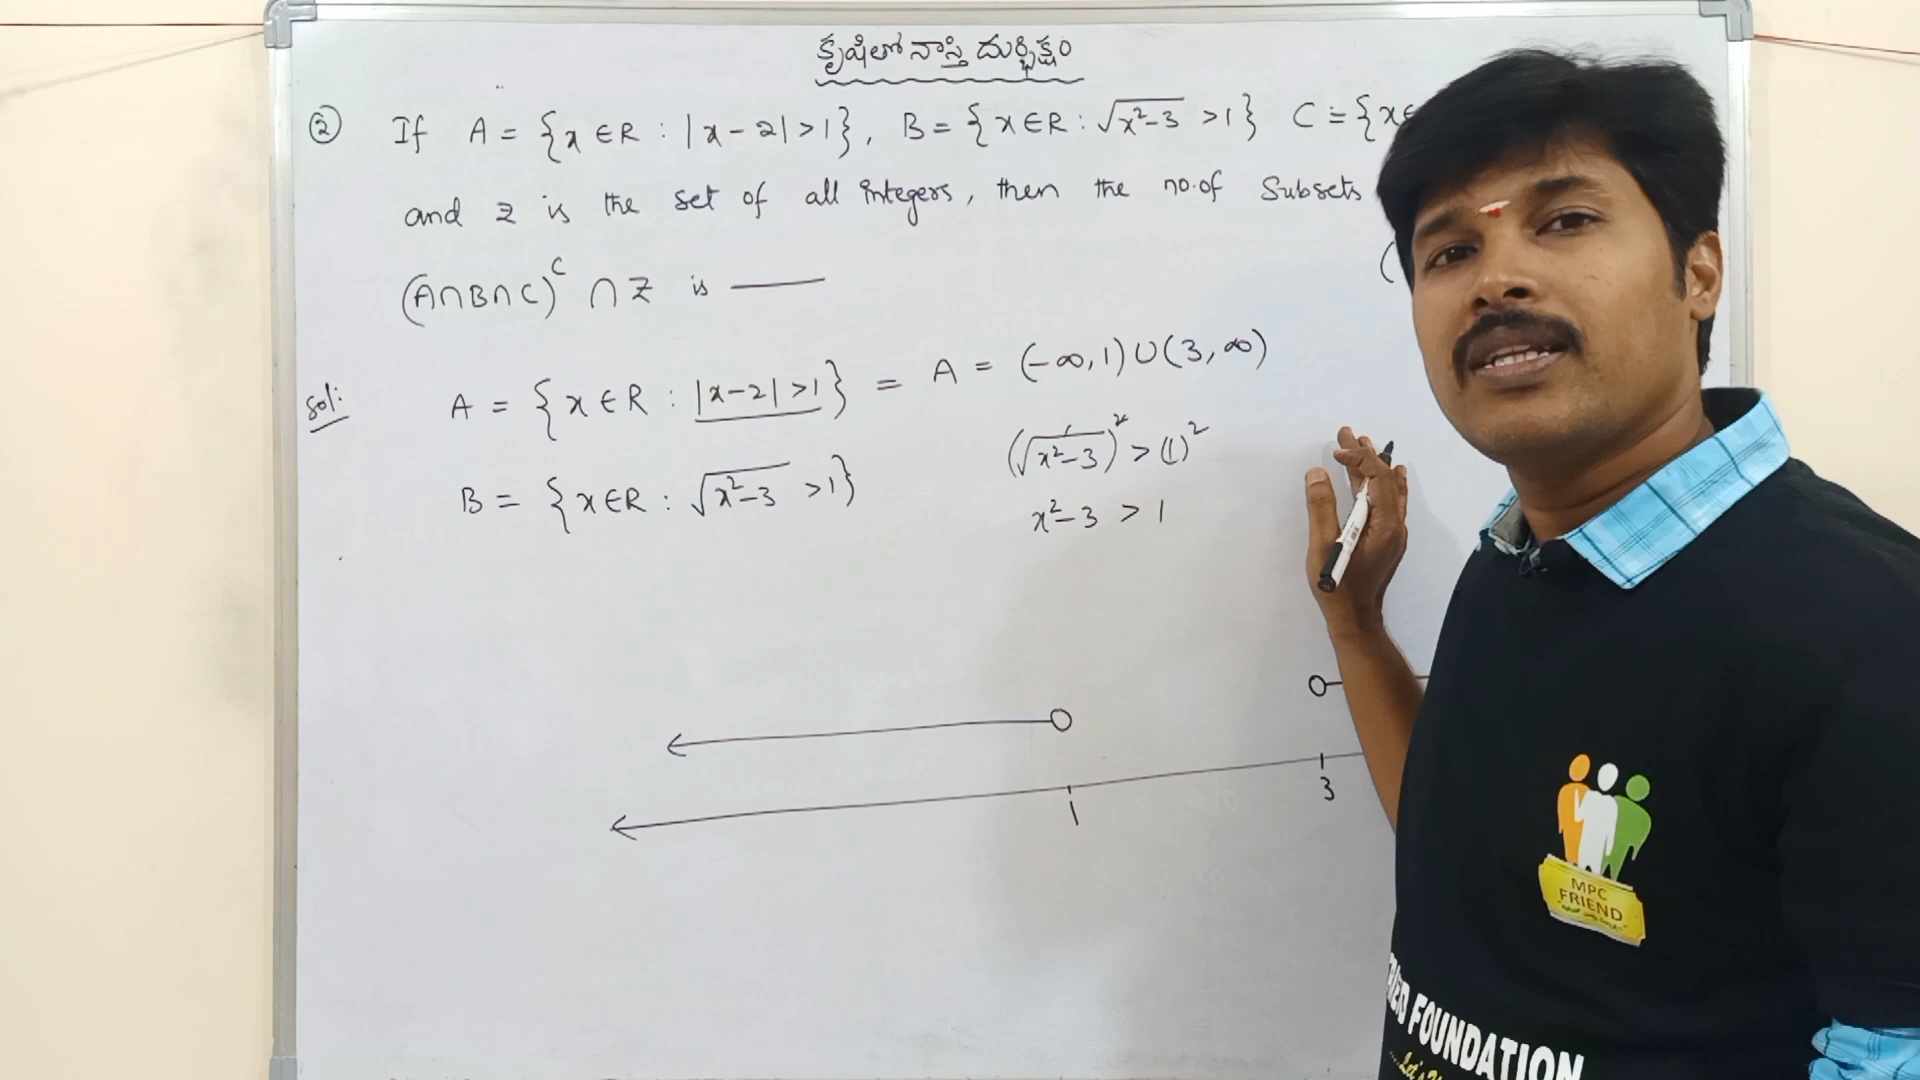 కృషితో నాస్తి దుర్భిక్షం
② If A = {x ∈ R : |x - 2| > 1}, B = {x ∈ R : √(x²-3) > 1} C = {x ∈
and Z is the set of all integers, then the no.of Subsets
(A∩B∩C)ᶜ ∩ Z is ____
(
Sol:
A = {x ∈ R : |x-2| > 1} = A = (-∞, 1) ∪ (3, ∞)
(√(x²-3))² > (1)²
B = {x ∈ R : √(x²-3) > 1}
x²-3 > 1
1
3
MPC
FRIEND
FOUNDATION